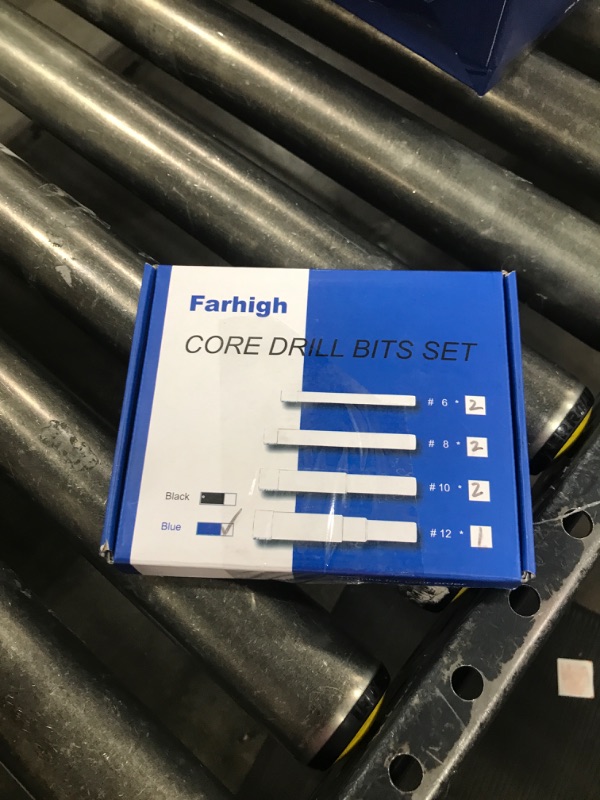 Farhigh
CORE DRILL BITS SET
# 6 * 2
# 8 * 2
# 10 * 2
# 12 * 1
Black
Blue